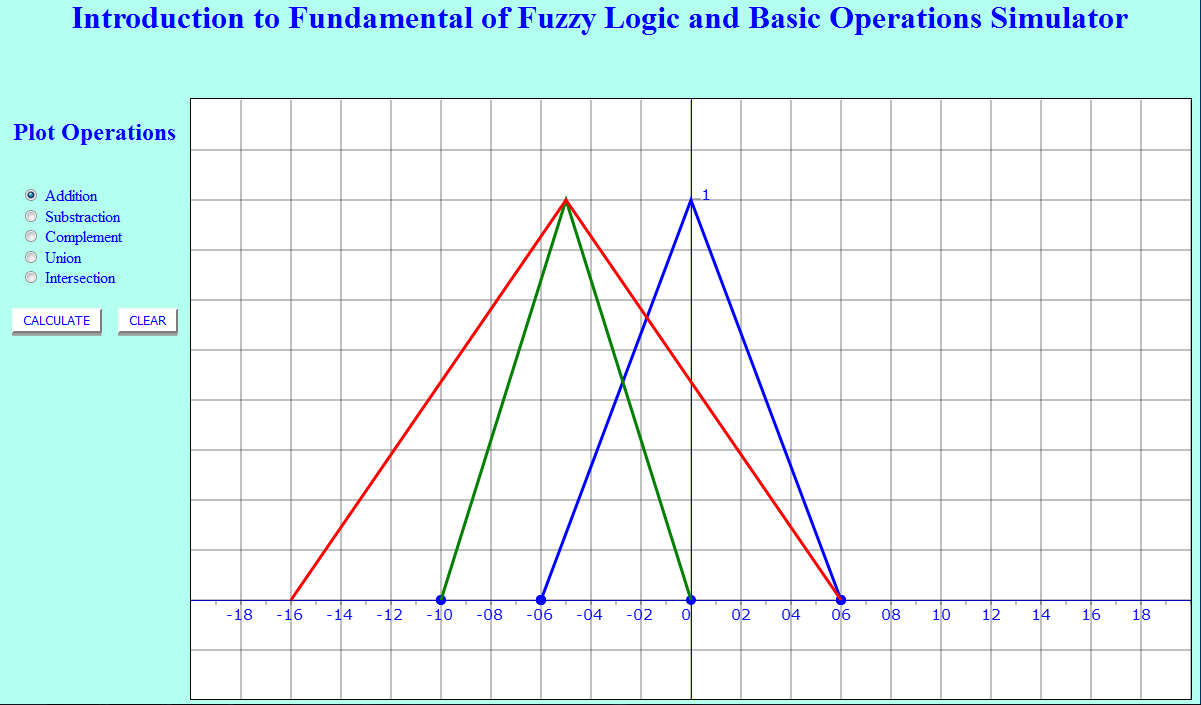 Introduction to Fundamental of Fuzzy Logic and Basic Operations Simulator
Plot Operations
Addition
Substraction
Complement
Union
Intersection
CALCULATE CLEAR
1
-18 -16 -14 -12 -10 -08 -06 -04 -02 0 02 04 06 08 10 12 14 16 18